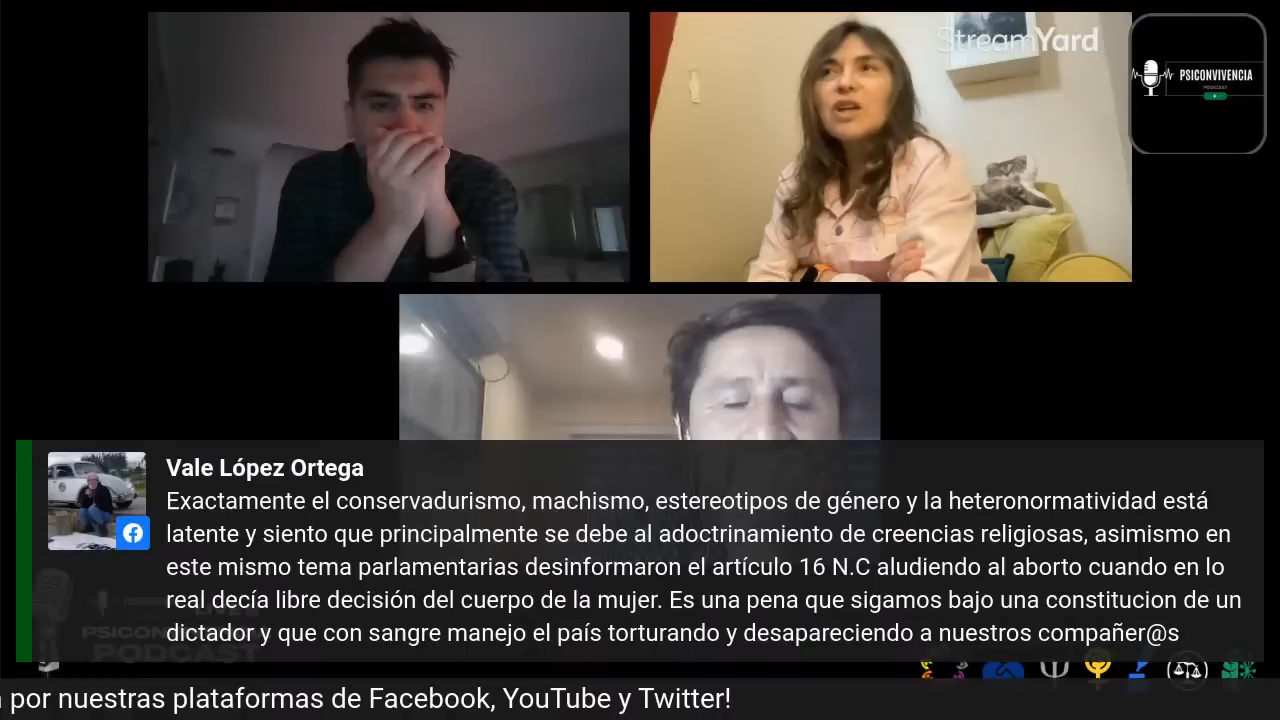 StreamYard
PSICONVIVENCIA
PODCAST
Vale López Ortega
Exactamente el conservadurismo, machismo, estereotipos de género y la heteronormatividad está
latente y siento que principalmente se debe al adoctrinamiento de creencias religiosas, asimismo en
este mismo tema parlamentarias desinformaron el artículo 16 N.C aludiendo al aborto cuando en lo
real decía libre decisión del cuerpo de la mujer. Es una pena que sigamos bajo una constitucion de un
dictador y que con sangre manejo el país torturando y desapareciendo a nuestros compañer@s
PODCAST
por nuestras plataformas de Facebook, YouTube y Twitter!